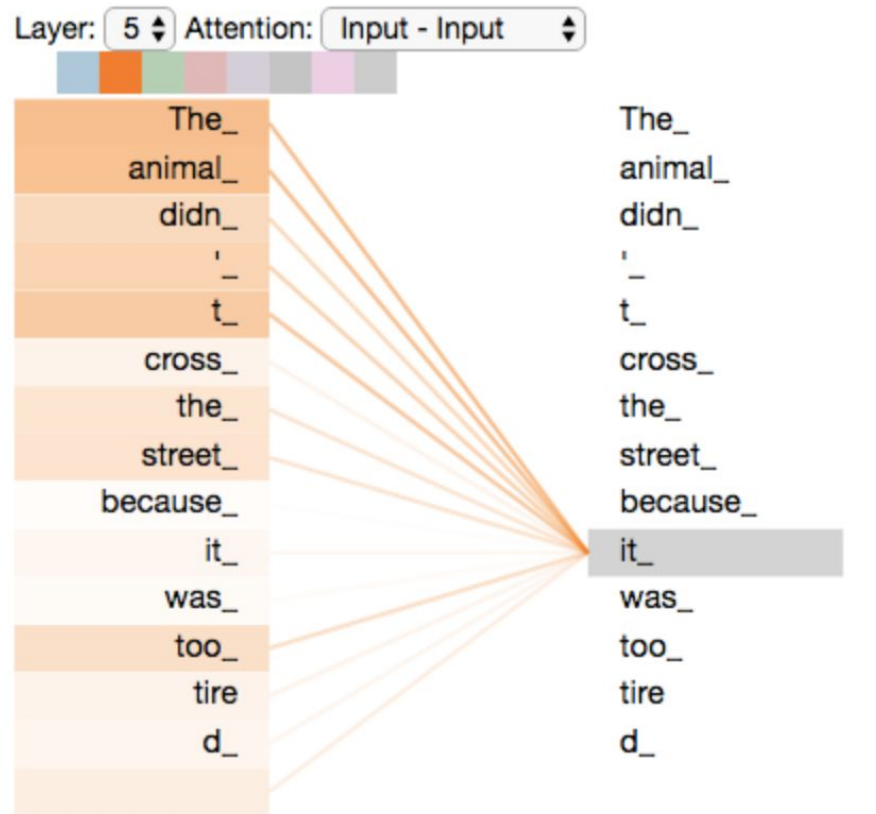 Layer: 5 Attention: Input - Input
The_ The_
animal_ animal_
didn_ didn_
'_ '_
t_ t_
cross_ cross_
the_ the_
street_ street_
because_ because_
it_ it_
was_ was_
too_ too_
tire tire
d_ d_